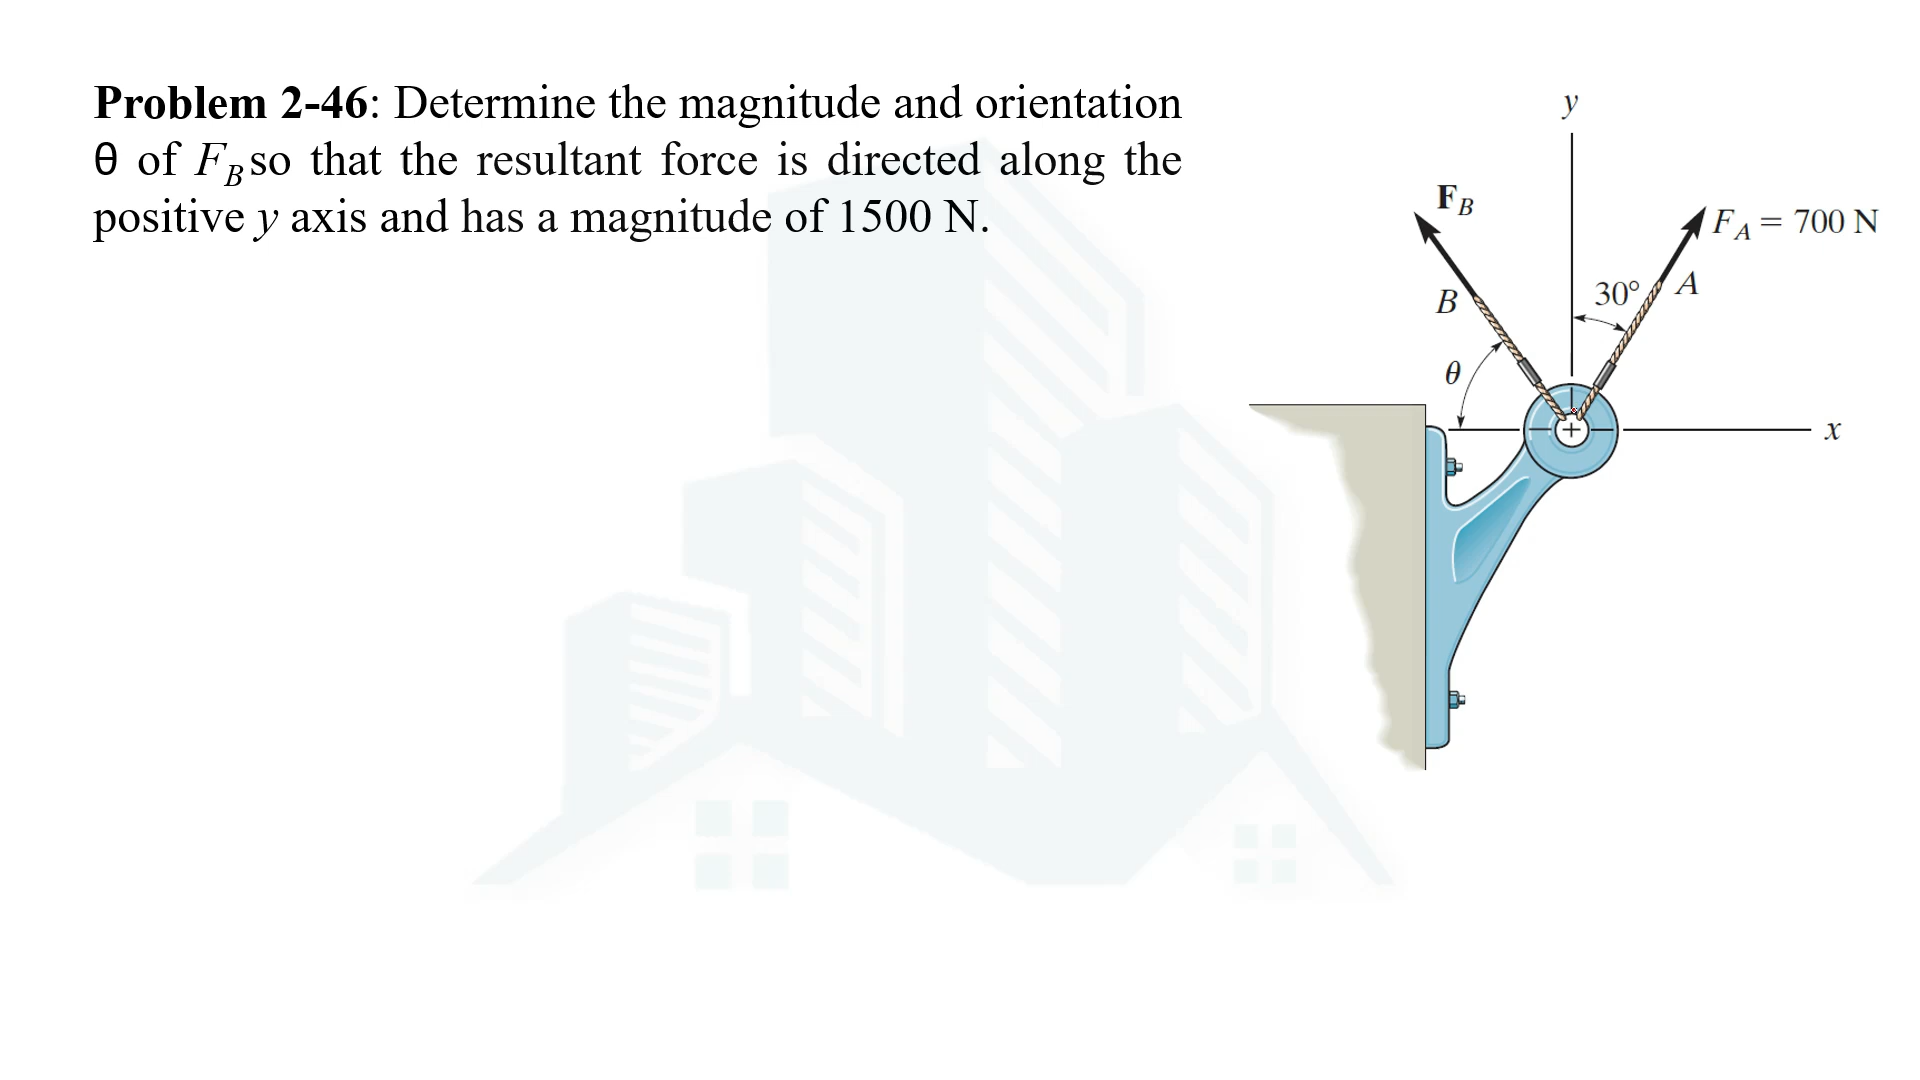 Problem 2-46: Determine the magnitude and orientation
θ of F_B so that the resultant force is directed along the
positive y axis and has a magnitude of 1500 N.
y
F_B
F_A = 700 N
30°
A
B
θ
x